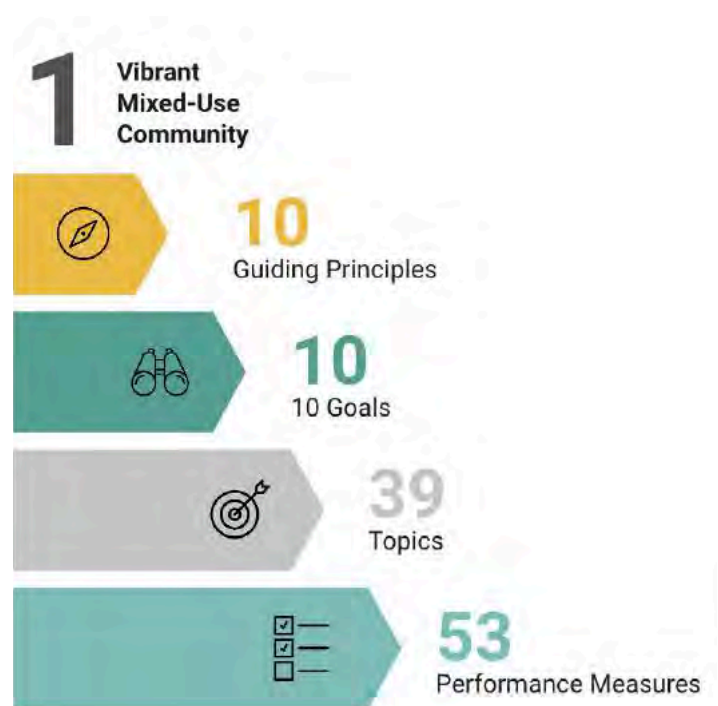 1
Vibrant
Mixed-Use
Community
10
Guiding Principles
10
10 Goals
39
Topics
53
Performance Measures